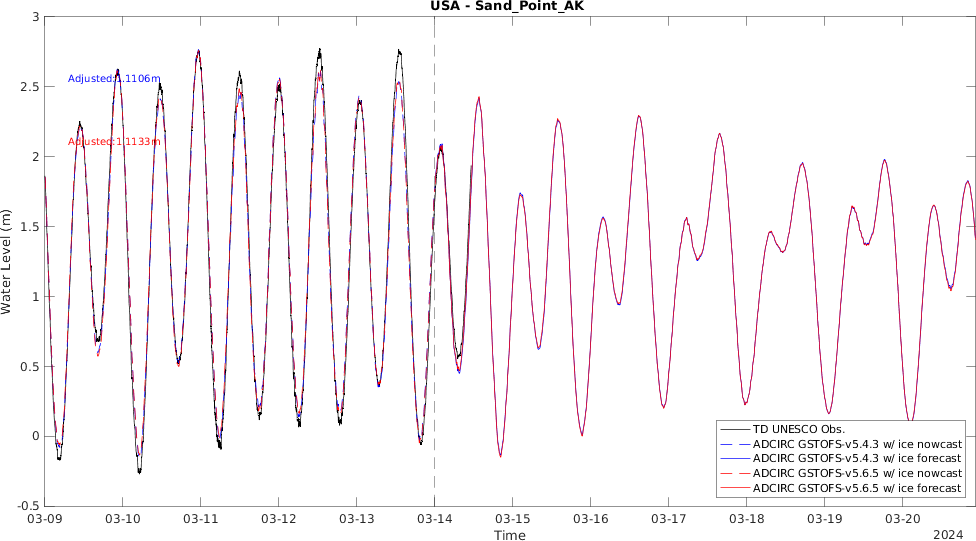 USA - Sand_Point_AK
3
2.5
2
1.5
1
0.5
0
-0.5
Water Level (m)
Adjusted:1.1106m
Adjusted:1.1133m
TD UNESCO Obs.
ADCIRC GSTOFS-v5.4.3 w/ ice nowcast
ADCIRC GSTOFS-v5.4.3 w/ ice forecast
ADCIRC GSTOFS-v5.6.5 w/ ice nowcast
ADCIRC GSTOFS-v5.6.5 w/ ice forecast
03-09 03-10 03-11 03-12 03-13 03-14 03-15 03-16 03-17 03-18 03-19 03-20
Time
2024